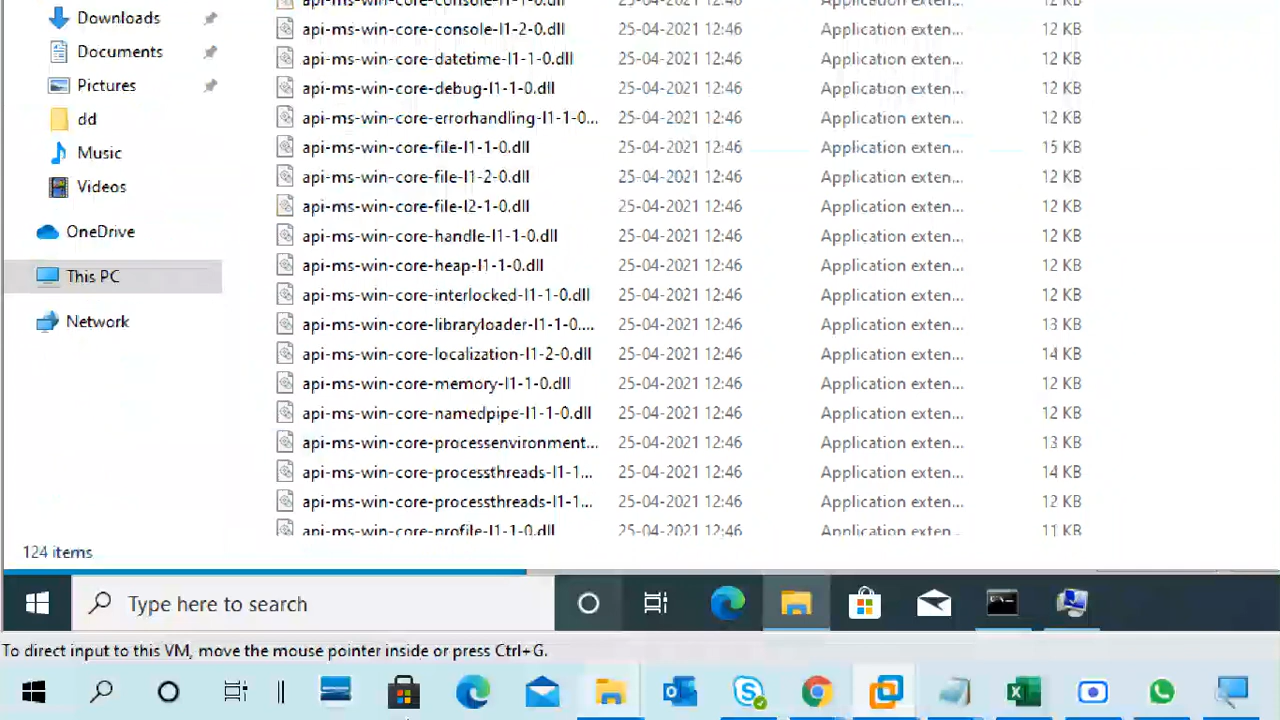 Downloads
Documents
Pictures
dd
Music
Videos
OneDrive
This PC
Network
api-ms-win-core-console-l1-1-0.dll 25-04-2021 12:46 Application exten... 12 KB
api-ms-win-core-console-l1-2-0.dll 25-04-2021 12:46 Application exten... 12 KB
api-ms-win-core-datetime-l1-1-0.dll 25-04-2021 12:46 Application exten... 12 KB
api-ms-win-core-debug-l1-1-0.dll 25-04-2021 12:46 Application exten... 12 KB
api-ms-win-core-errorhandling-l1-1-0... 25-04-2021 12:46 Application exten... 12 KB
api-ms-win-core-file-l1-1-0.dll 25-04-2021 12:46 Application exten... 15 KB
api-ms-win-core-file-l1-2-0.dll 25-04-2021 12:46 Application exten... 12 KB
api-ms-win-core-file-l2-1-0.dll 25-04-2021 12:46 Application exten... 12 KB
api-ms-win-core-handle-l1-1-0.dll 25-04-2021 12:46 Application exten... 12 KB
api-ms-win-core-heap-l1-1-0.dll 25-04-2021 12:46 Application exten... 12 KB
api-ms-win-core-interlocked-l1-1-0.dll 25-04-2021 12:46 Application exten... 12 KB
api-ms-win-core-libraryloader-l1-1-0.... 25-04-2021 12:46 Application exten... 13 KB
api-ms-win-core-localization-l1-2-0.dll 25-04-2021 12:46 Application exten... 14 KB
api-ms-win-core-memory-l1-1-0.dll 25-04-2021 12:46 Application exten... 12 KB
api-ms-win-core-namedpipe-l1-1-0.dll 25-04-2021 12:46 Application exten... 12 KB
api-ms-win-core-processenvironment... 25-04-2021 12:46 Application exten... 13 KB
api-ms-win-core-processthreads-l1-1... 25-04-2021 12:46 Application exten... 14 KB
api-ms-win-core-processthreads-l1-1... 25-04-2021 12:46 Application exten... 12 KB
api-ms-win-core-profile-l1-1-0.dll 25-04-2021 12:46 Application exten... 11 KB
124 items
Type here to search
To direct input to this VM, move the mouse pointer inside or press Ctrl+G.